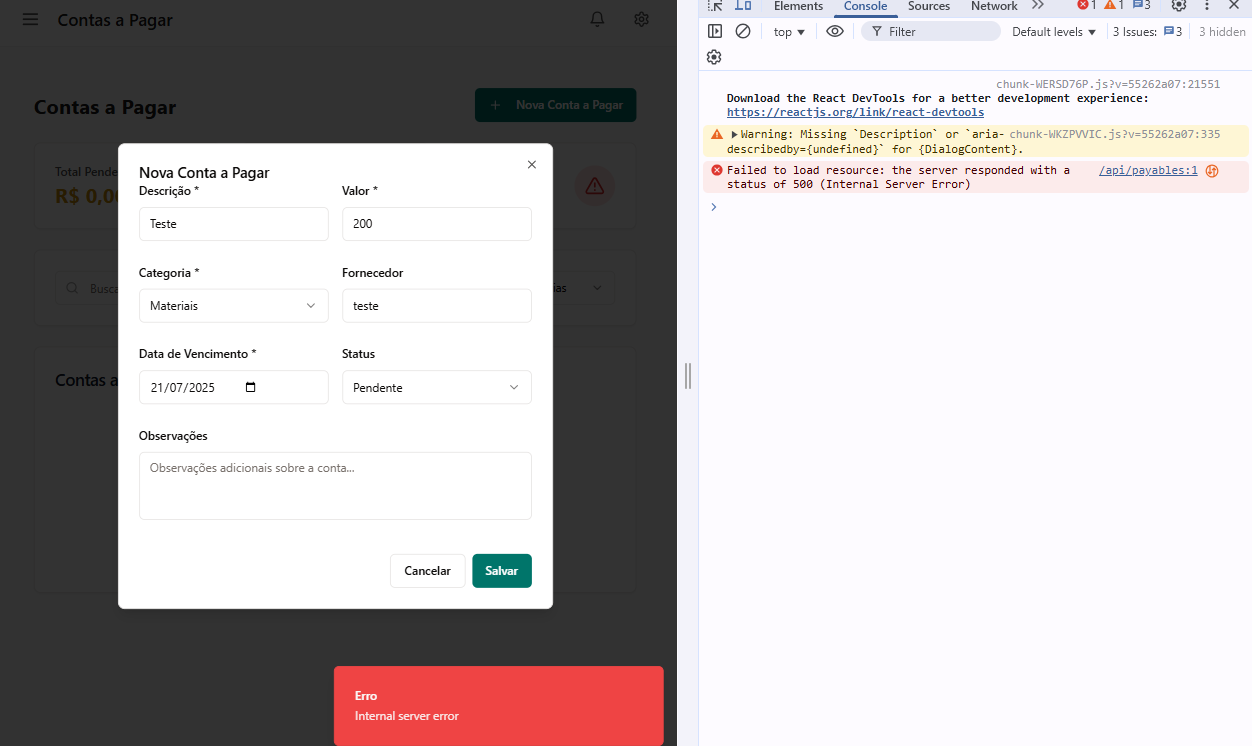 Contas a Pagar
Contas a Pagar
+ Nova Conta a Pagar
Total Pende
R$ 0,0
Busca
as
Contas a
Nova Conta a Pagar
Descrição *
Valor *
Teste
200
Categoria *
Fornecedor
Materiais
teste
Data de Vencimento *
Status
21/07/2025
Pendente
Observações
Observações adicionais sobre a conta...
Cancelar
Salvar
Erro
Internal server error
Elements Console Sources Network 1 1 3
top Filter Default levels 3 Issues: 3 3 hidden
chunk-WERSD76P.js?v=55262a07:21551
Download the React DevTools for a better development experience:
https://reactjs.org/link/react-devtools
Warning: Missing `Description` or `aria- chunk-WKZPVVIC.js?v=55262a07:335
describedby={undefined}` for {DialogContent}.
Failed to load resource: the server responded with a /api/payables:1
status of 500 (Internal Server Error)